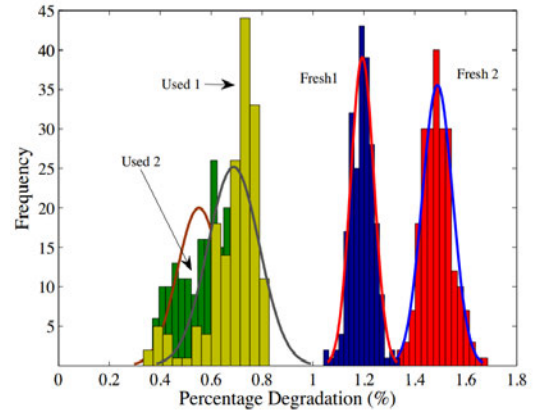 45
40
35
30
25
20
15
10
5
Frequency
Used 1
Used 2
Fresh1
Fresh 2
0 0.2 0.4 0.6 0.8 1 1.2 1.4 1.6 1.8
Percentage Degradation (%)